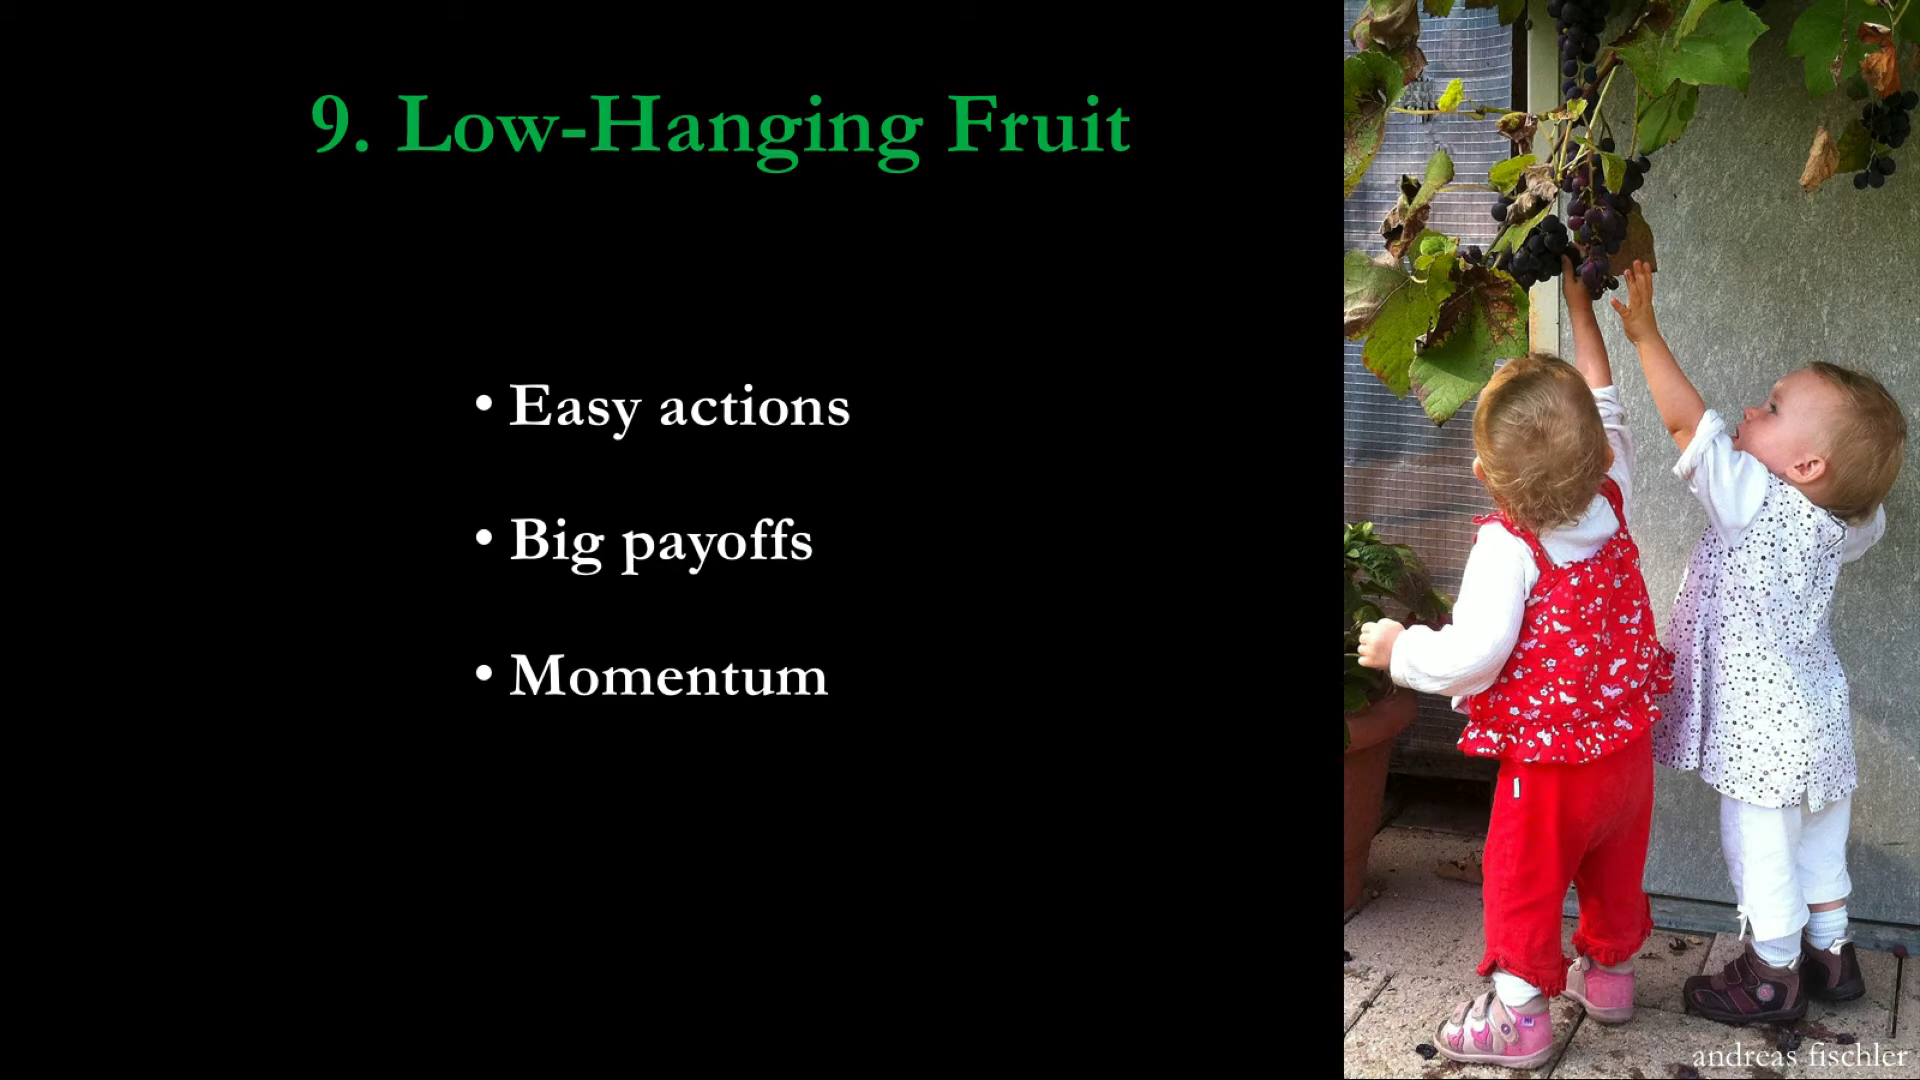 9. Low-Hanging Fruit
• Easy actions
• Big payoffs
• Momentum
andreas fischler